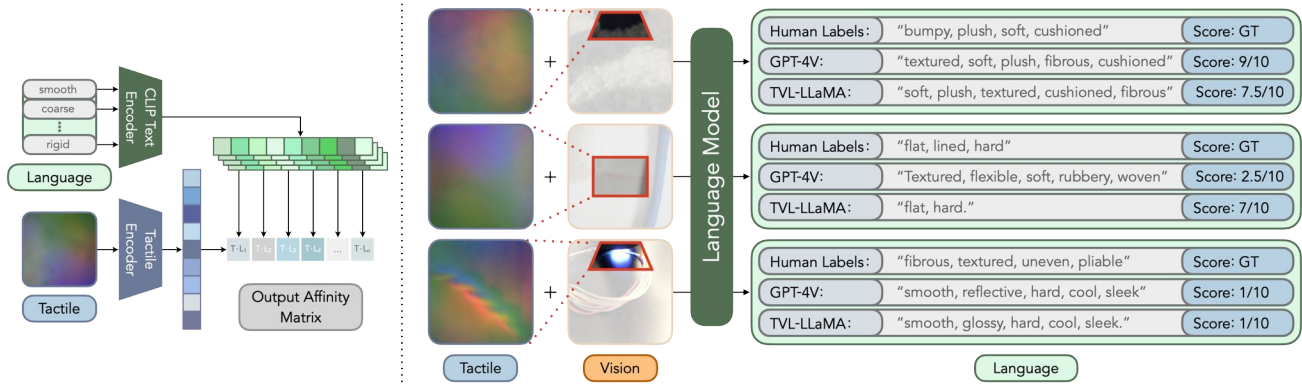 smooth
coarse
rigid
Language
CLIP Text
Encoder
Tactile
Encoder
Tactile
T·L1
T·L2
T·L3
T·L4
...
T·Ln
Output Affinity
Matrix
+
+
+
Tactile
Vision
Language Model
Human Labels: "bumpy, plush, soft, cushioned" Score: GT
GPT-4V: "textured, soft, plush, fibrous, cushioned" Score: 9/10
TVL-LLaMA: "soft, plush, textured, cushioned, fibrous" Score: 7.5/10
Human Labels: "flat, lined, hard" Score: GT
GPT-4V: "Textured, flexible, soft, rubbery, woven" Score: 2.5/10
TVL-LLaMA: "flat, hard." Score: 7/10
Human Labels: "fibrous, textured, uneven, pliable" Score: GT
GPT-4V: "smooth, reflective, hard, cool, sleek" Score: 1/10
TVL-LLaMA: "smooth, glossy, hard, cool, sleek." Score: 1/10
Language